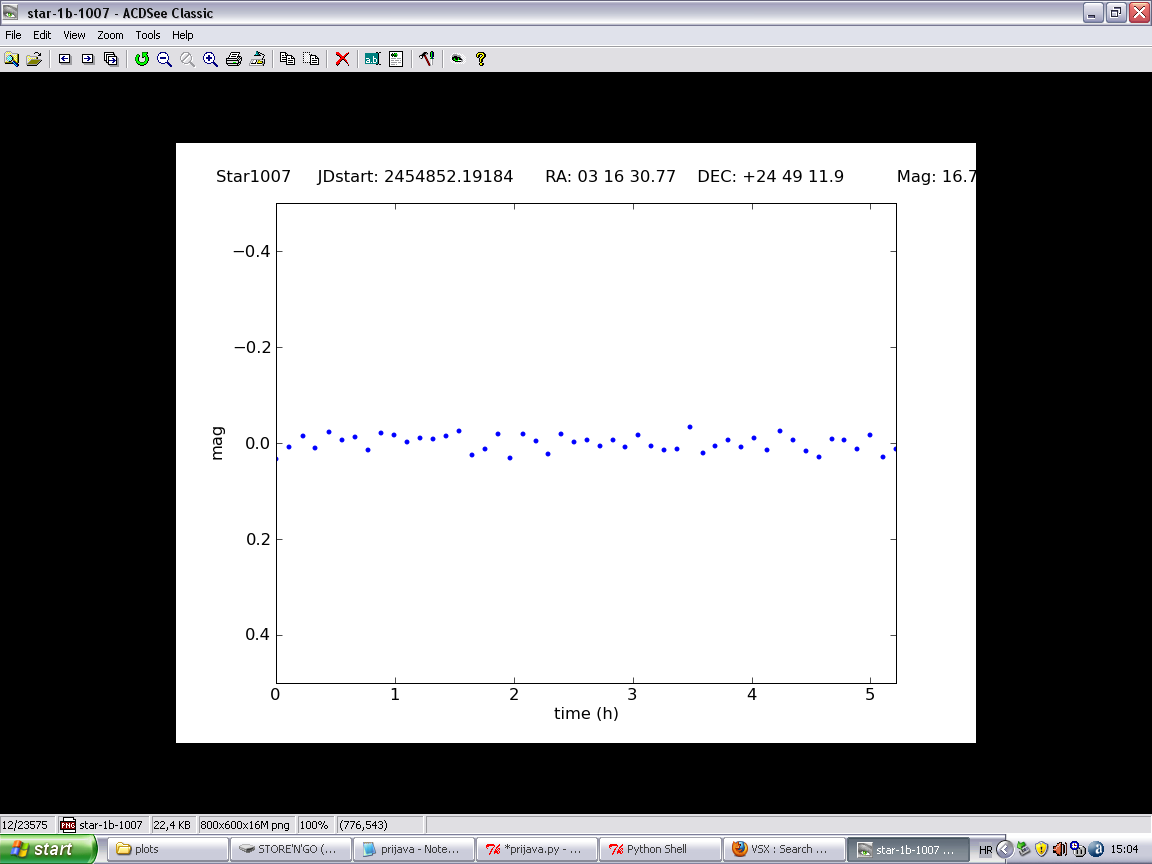 star-1b-1007 - ACDSee Classic
File Edit View Zoom Tools Help
Star1007 JDstart: 2454852.19184 RA: 03 16 30.77 DEC: +24 49 11.9 Mag: 16.7
−0.4
−0.2
0.0
0.2
0.4
mag
0 1 2 3 4 5
time (h)
12/23575 PNG star-1b-1007 22,4 KB 800x600x16M png 100% (776,543)
start plots STORE'N'GO (... prijava - Note... *prijava.py - ... Python Shell VSX : Search ... star-1b-1007 ... HR 15:04